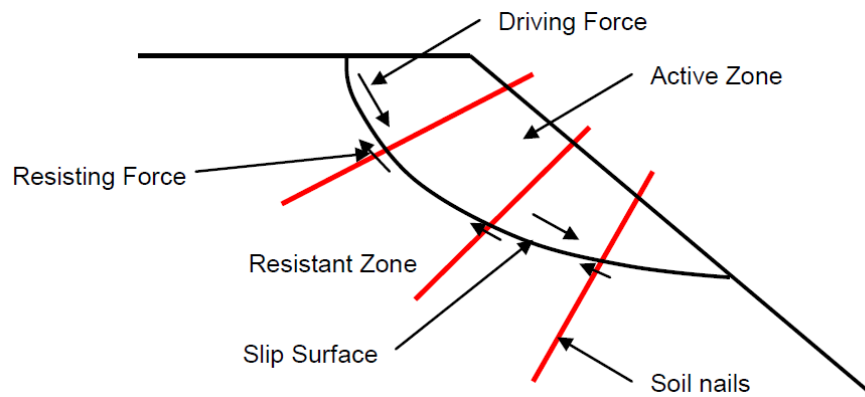 Driving Force
Active Zone
Resisting Force
Resistant Zone
Slip Surface
Soil nails